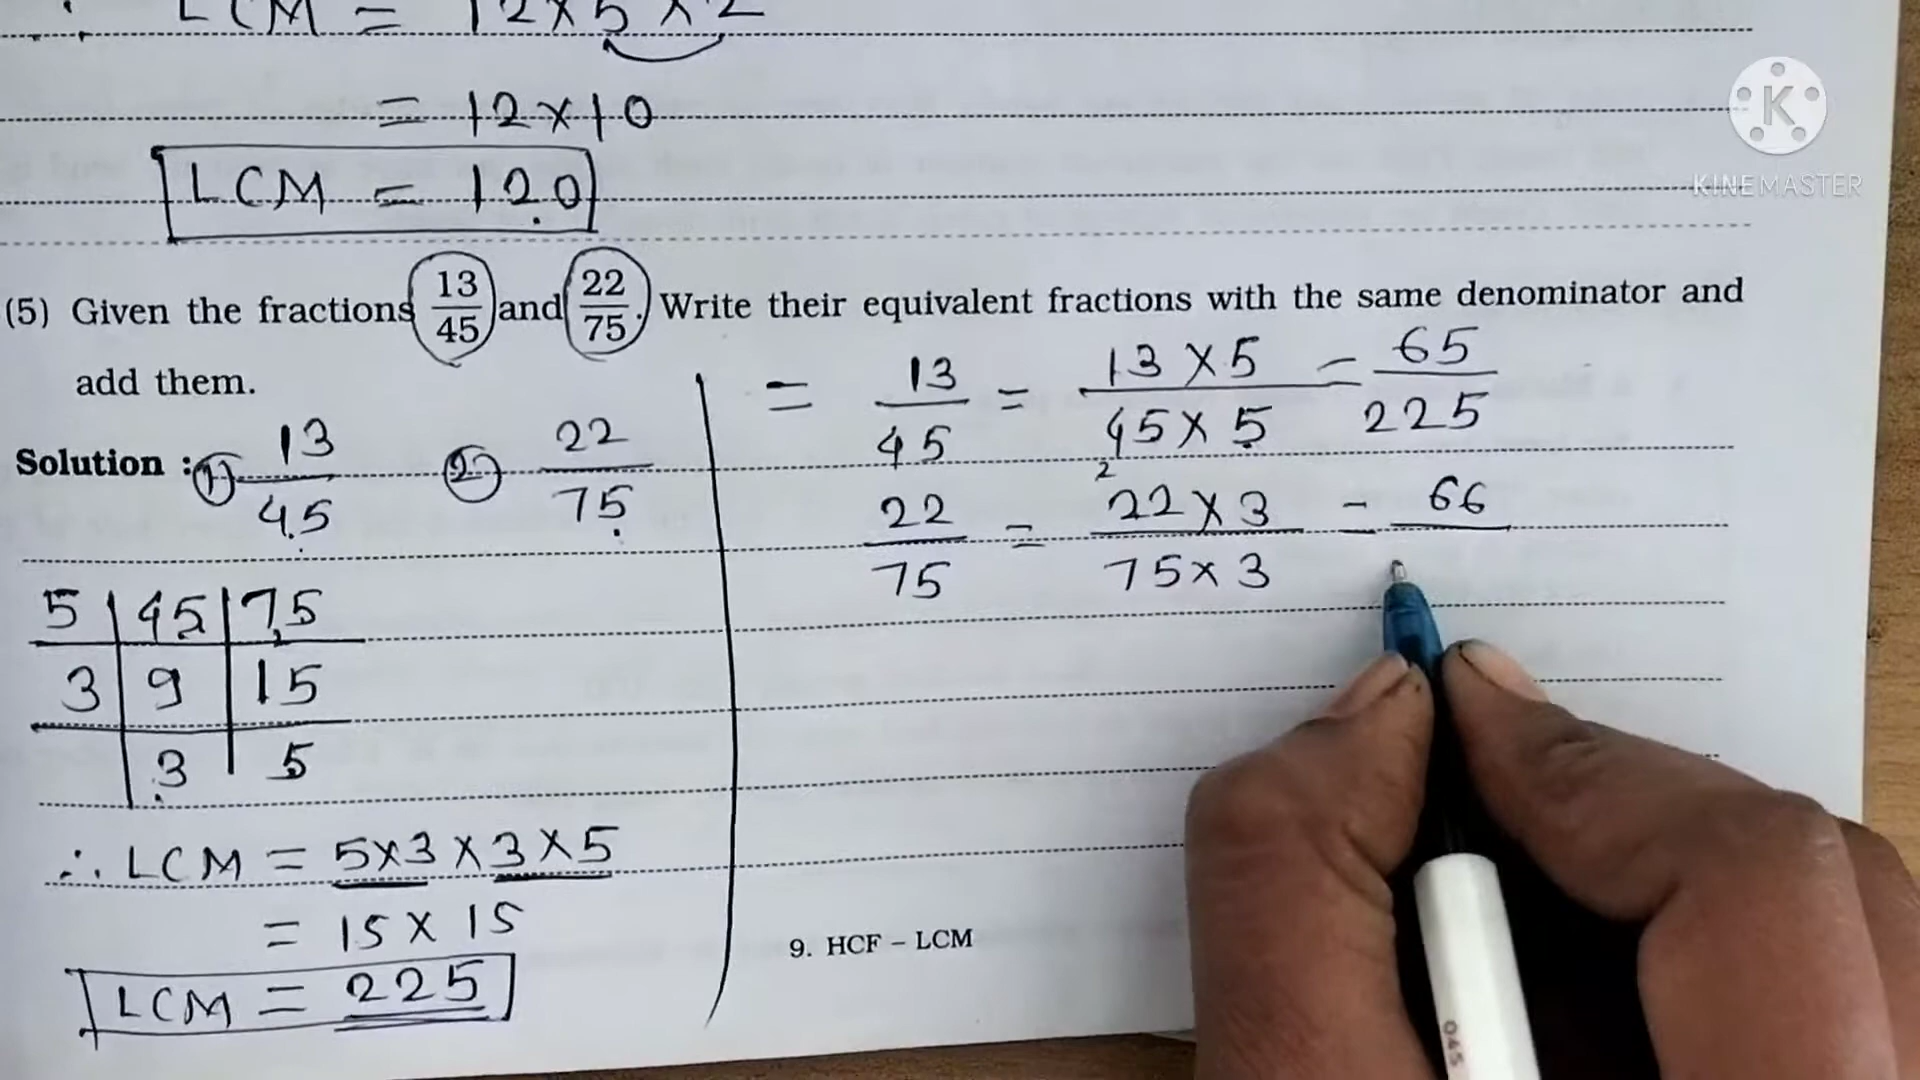 ∴ LCM = 12×5×2
= 12×10
LCM = 120
K
KINEMASTER
(5) Given the fractions 13/45 and 22/75. Write their equivalent fractions with the same denominator and
add them.
Solution : 1) 13/45 2) 22/75
5 | 45 | 75
3 | 9 | 15
3 | 5
∴ LCM = 5×3×3×5
= 15×15
LCM = 225
= 13/45 = 13×5/45×5 = 65/225
2
22/75 = 22×3/75×3 = 66
9. HCF – LCM
045